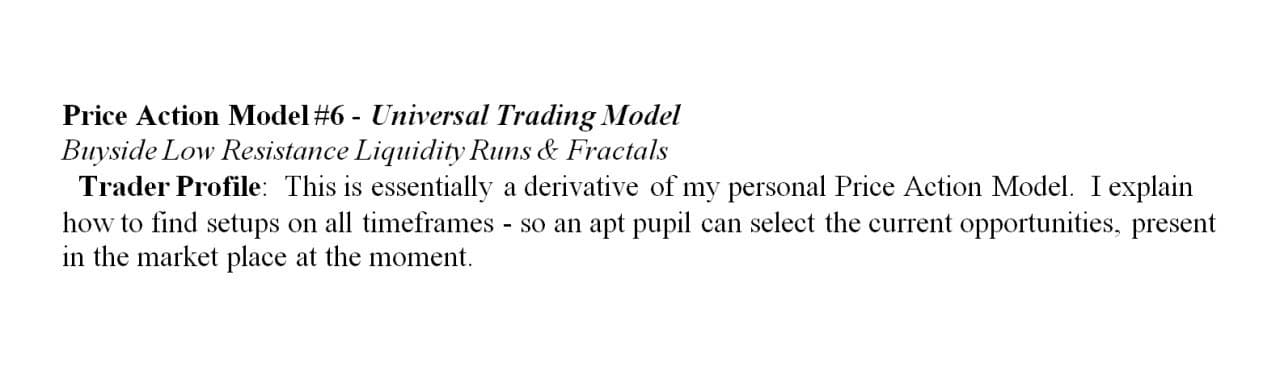 Price Action Model #6 - Universal Trading Model
Buyside Low Resistance Liquidity Runs & Fractals
Trader Profile: This is essentially a derivative of my personal Price Action Model. I explain
how to find setups on all timeframes - so an apt pupil can select the current opportunities, present
in the market place at the moment.